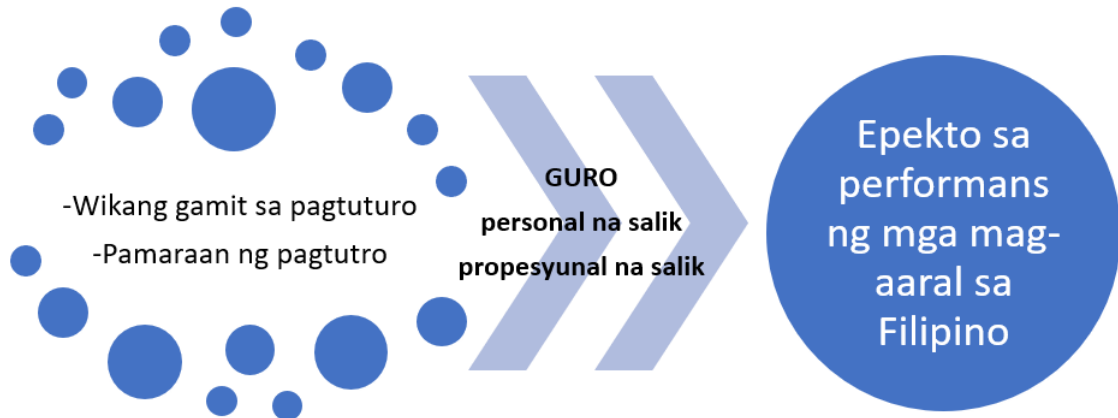 -Wikang gamit sa pagtuturo
-Pamaraan ng pagtutro
GURO
personal na salik
propesyunal na salik
Epekto sa
performans
ng mga mag-
aaral sa
Filipino